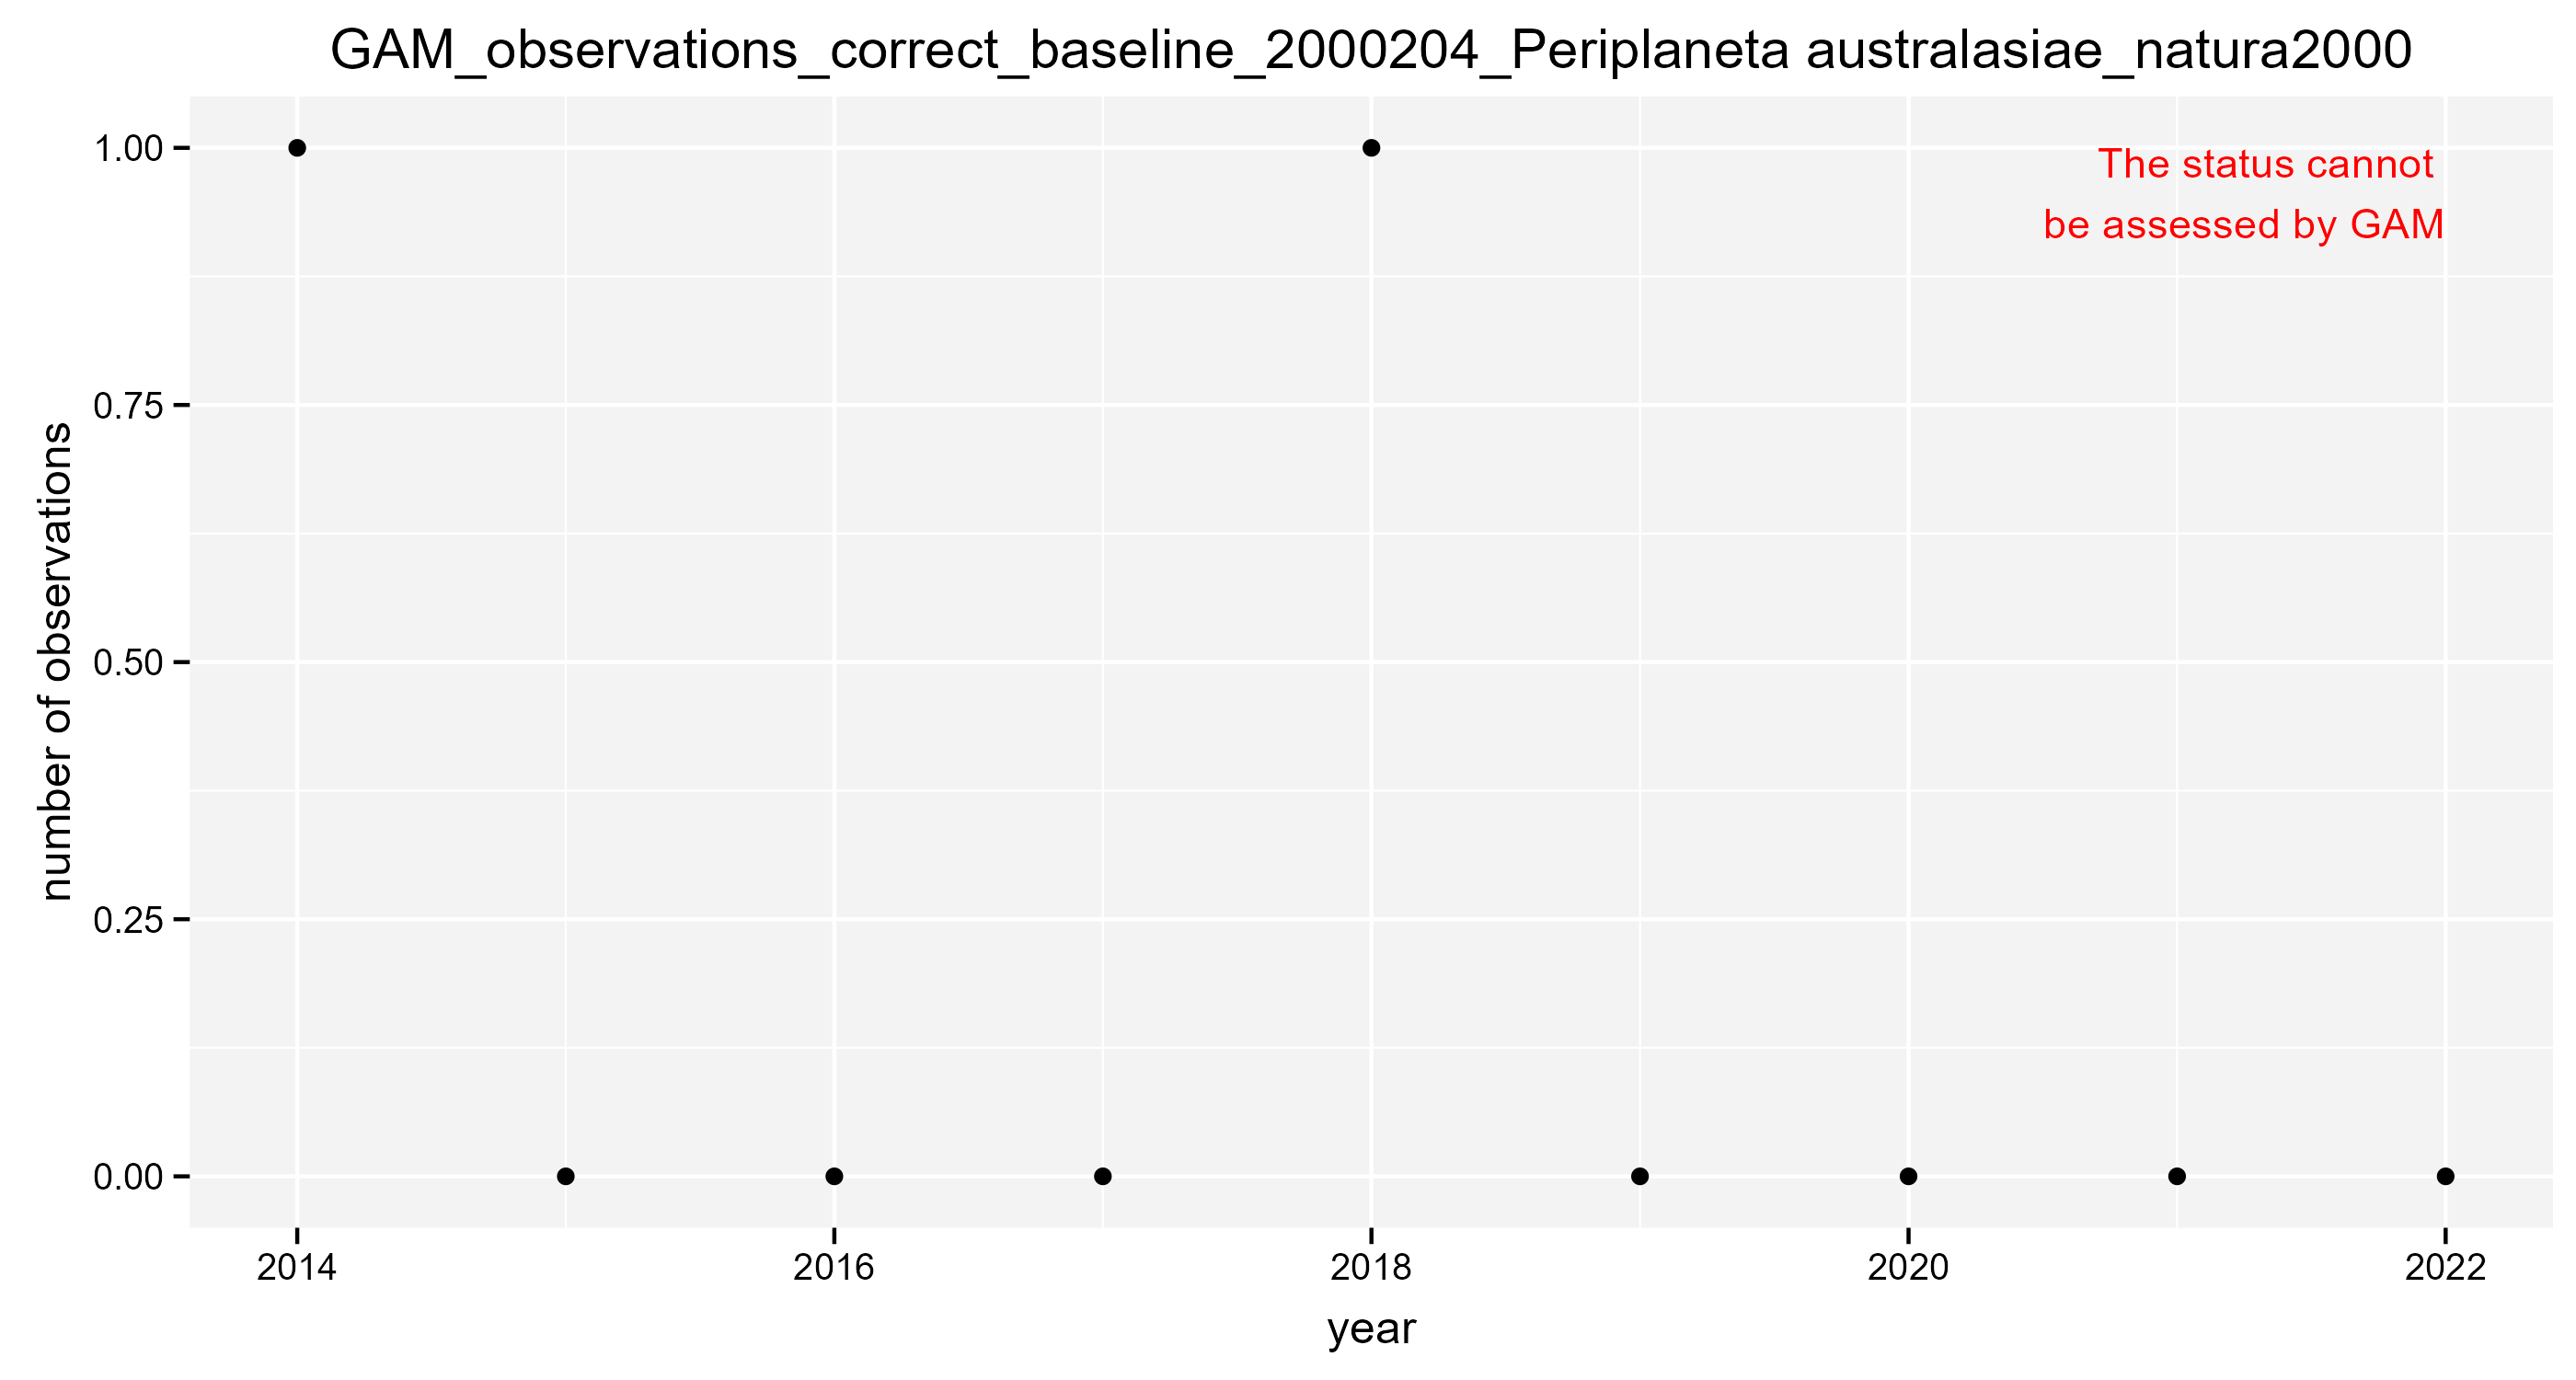 GAM_observations_correct_baseline_2000204_Periplaneta australasiae_natura2000
The status cannot
be assessed by GAM
1.00
0.75
0.50
0.25
0.00
number of observations
2014
2016
2018
2020
2022
year